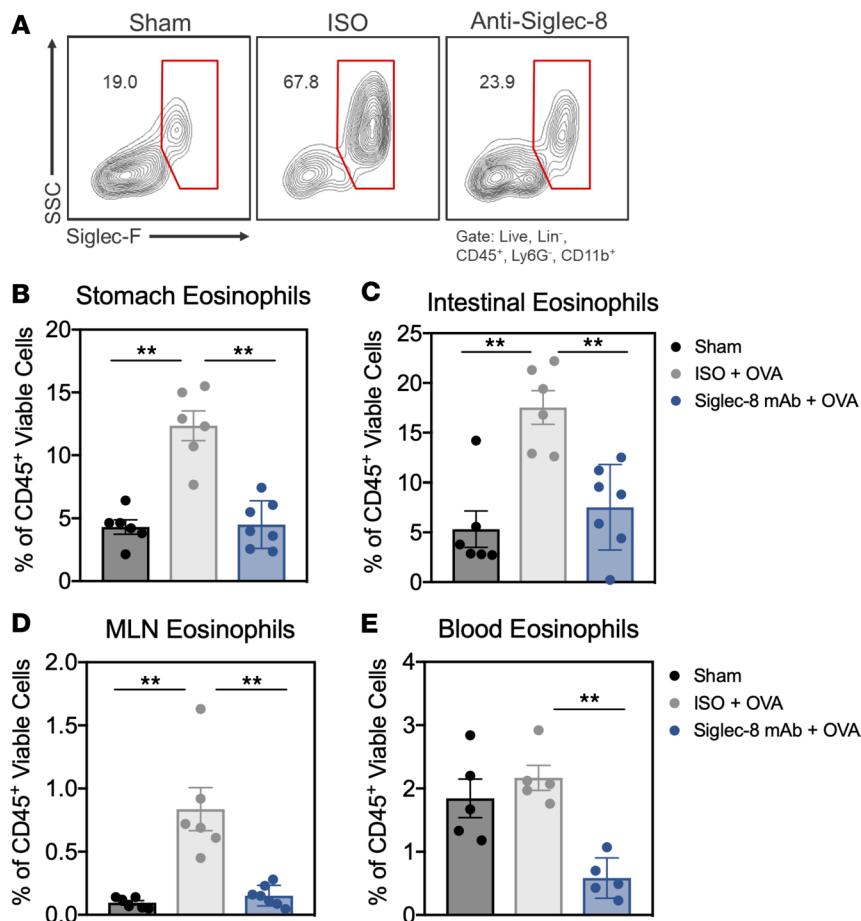 A
Sham
ISO
Anti-Siglec-8
19.0
67.8
23.9
SSC
Siglec-F
Gate: Live, Lin⁻,
CD45⁺, Ly6G⁻, CD11b⁺
B
Stomach Eosinophils
% of CD45⁺ Viable Cells
20
15
10
5
0
**
**
C
Intestinal Eosinophils
% of CD45⁺ Viable Cells
25
20
15
10
5
0
**
**
Sham
ISO + OVA
Siglec-8 mAb + OVA
D
MLN Eosinophils
% of CD45⁺ Viable Cells
2.0
1.5
1.0
0.5
0.0
**
**
E
Blood Eosinophils
% of CD45⁺ Viable Cells
4
3
2
1
0
**
Sham
ISO + OVA
Siglec-8 mAb + OVA